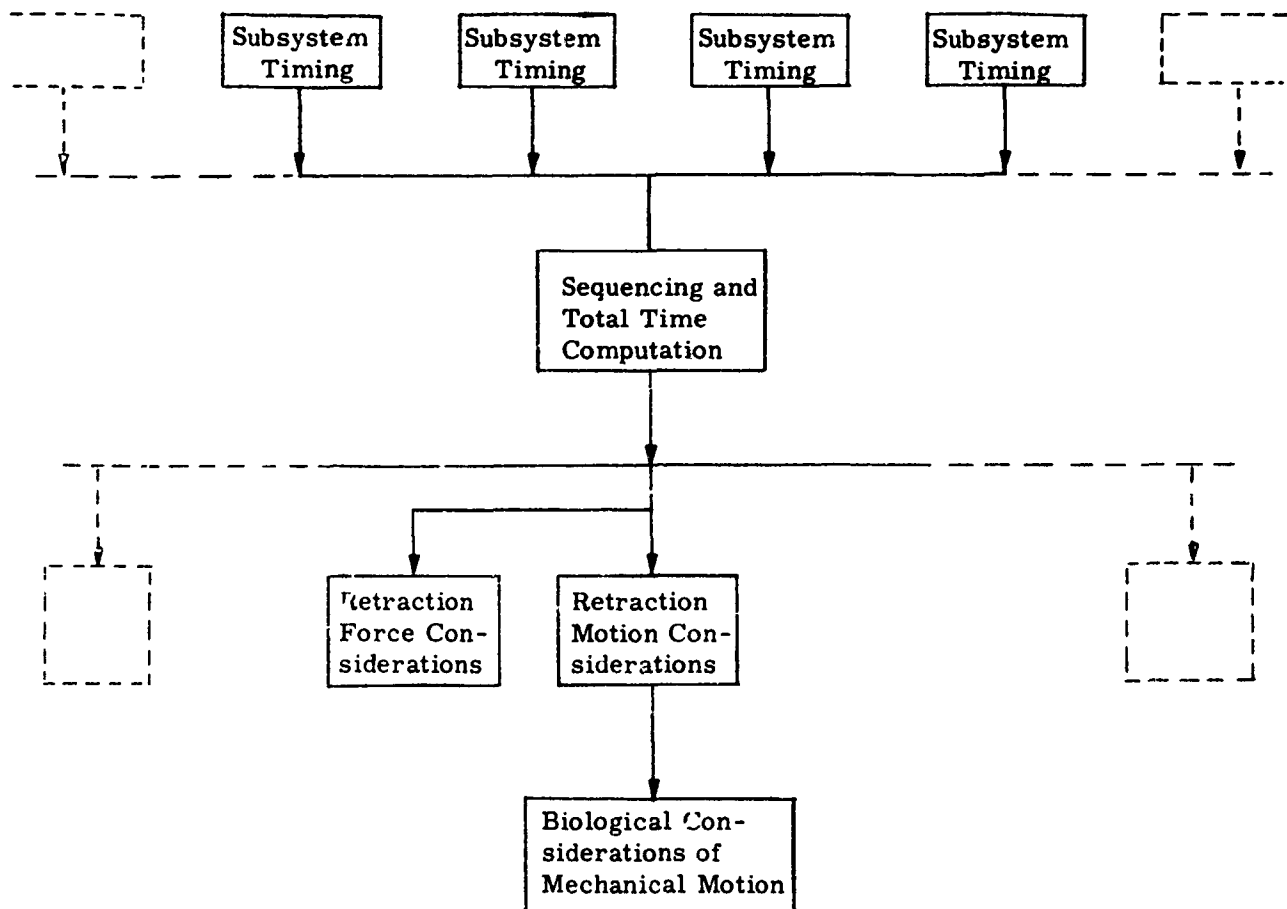 Subsystem
Timing
Subsystem
Timing
Subsystem
Timing
Subsystem
Timing
Sequencing and
Total Time
Computation
Retraction
Force Con-
siderations
Retraction
Motion Con-
siderations
Biological Con-
siderations of
Mechanical Motion